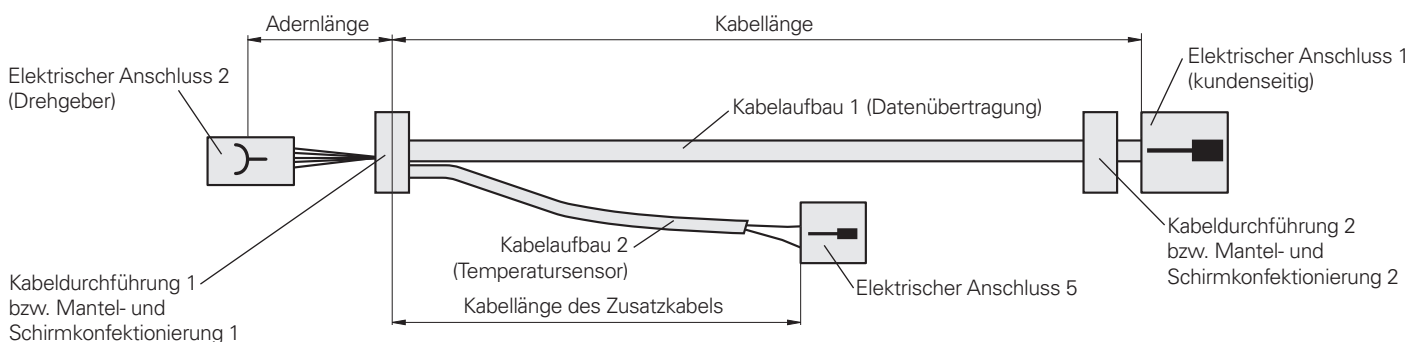 Adernlänge
Kabellänge
Elektrischer Anschluss 2
(Drehgeber)
Elektrischer Anschluss 1
(kundenseitig)
Kabelaufbau 1 (Datenübertragung)
Kabelaufbau 2
(Temperatursensor)
Kabeldurchführung 2
bzw. Mantel- und
Schirmkonfektionierung 2
Kabeldurchführung 1
bzw. Mantel- und
Schirmkonfektionierung 1
Elektrischer Anschluss 5
Kabellänge des Zusatzkabels